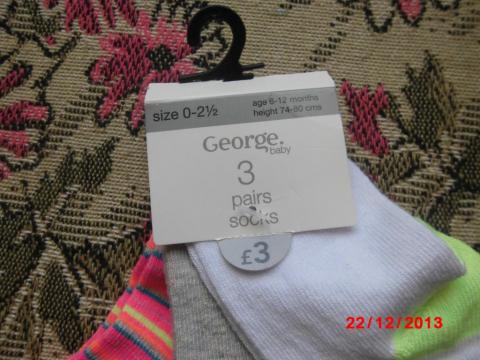 size 0-2½
age 6-12 months
height 74-80 cms
George.
baby
3
pairs
socks
£3
22/12/2013